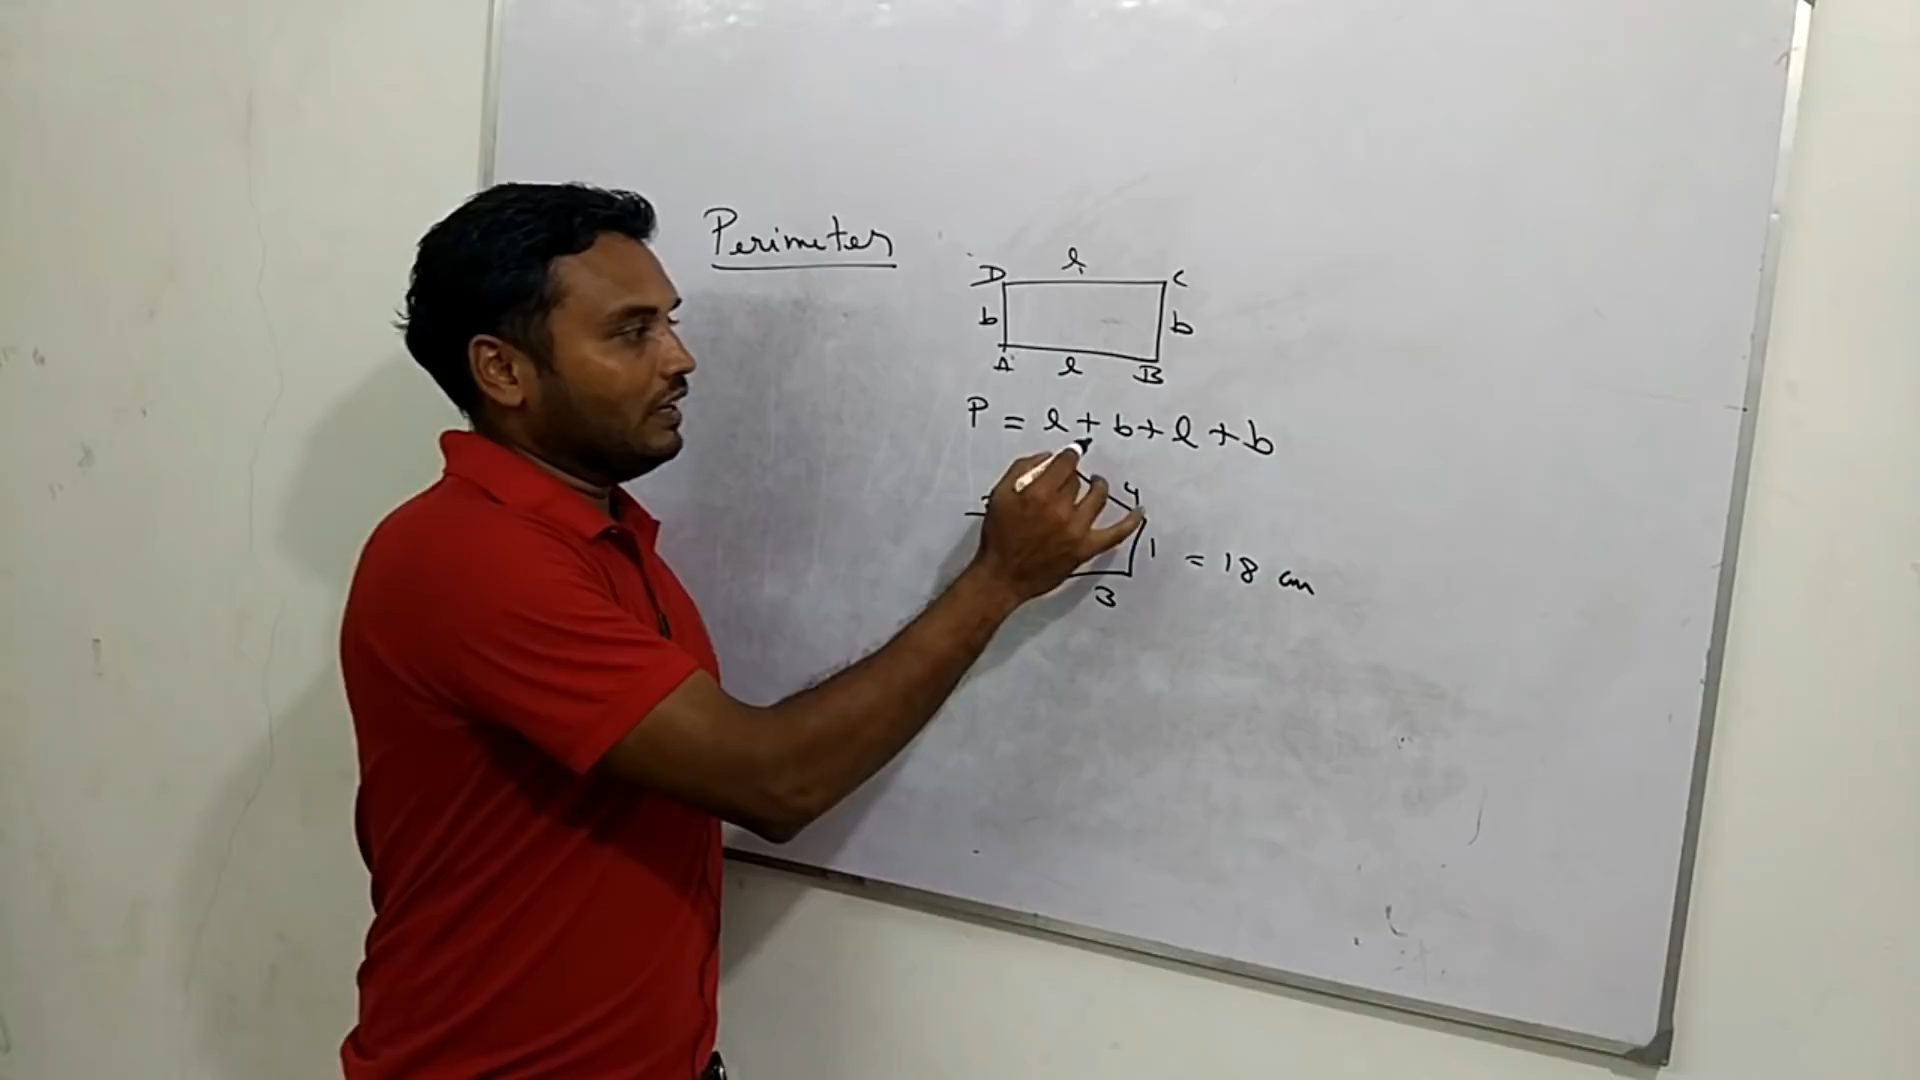 Perimeter
l
D C
b b
A l B
P = l + b + l + b
4
1 = 18 cm
3